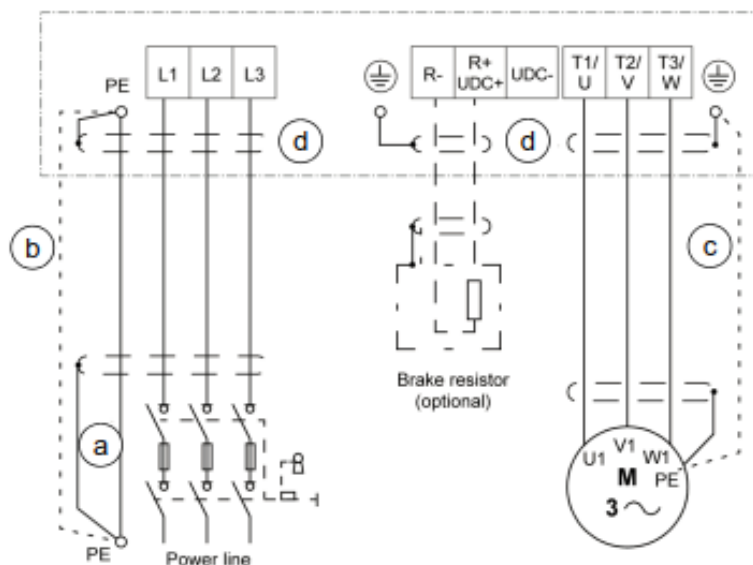 PE
L1 L2 L3
R- R+ UDC+ UDC-
T1/ U T2/ V T3/ W
d
d
b
c
Brake resistor
(optional)
a
U1 V1 W1
M PE
3
PE
Power line